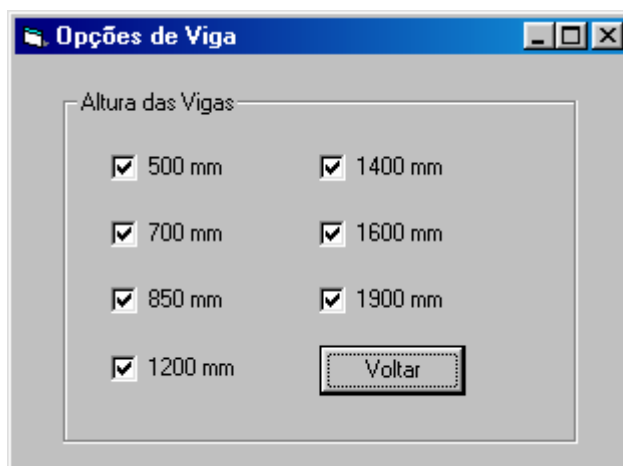 Opções de Viga
Altura das Vigas
500 mm
1400 mm
700 mm
1600 mm
850 mm
1900 mm
1200 mm
Voltar